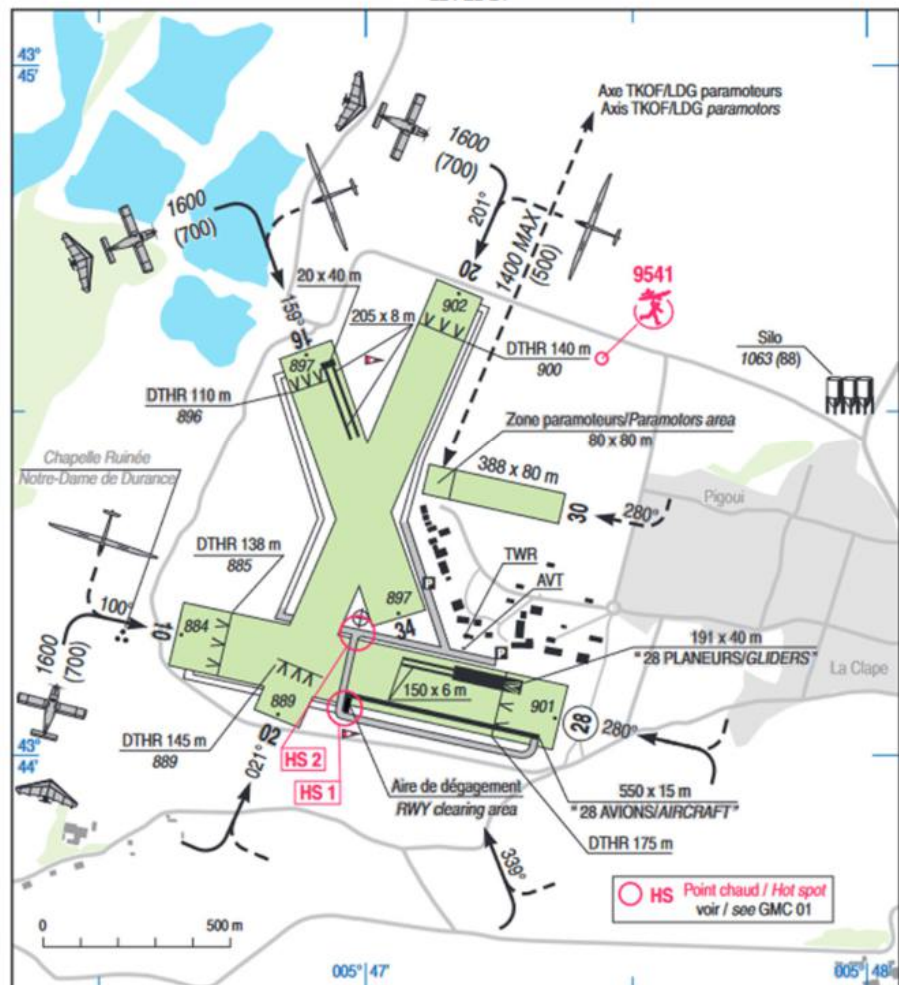 43°
45'
Axe TKOF/LDG paramoteurs
Axis TKOF/LDG paramotors
1600
(700)
1600
(700)
201°
1400 MAX
(500)
20
9541
20 x 40 m
159°
205 x 8 m
902
16
Silo
1063 (88)
897
DTHR 140 m
900
DTHR 110 m
896
Zone paramoteurs/Paramotors area
80 x 80 m
Chapelle Ruinée
Notre-Dame de Durance
388 x 80 m
Pigoui
30
280°
DTHR 138 m
885
TWR
AVT
P
897
100°
10
884
34
191 x 40 m
"28 PLANEURS/GLIDERS"
1600
(700)
P
La Clape
150 x 6 m
889
901
28
280°
DTHR 145 m
889
02
43°
44'
021°
HS 2
HS 1
Aire de dégagement
RWY clearing area
550 x 15 m
"28 AVIONS/AIRCRAFT"
DTHR 175 m
339°
HS Point chaud / Hot spot
voir / see GMC 01
0 500 m
005° 47'
005° 48'